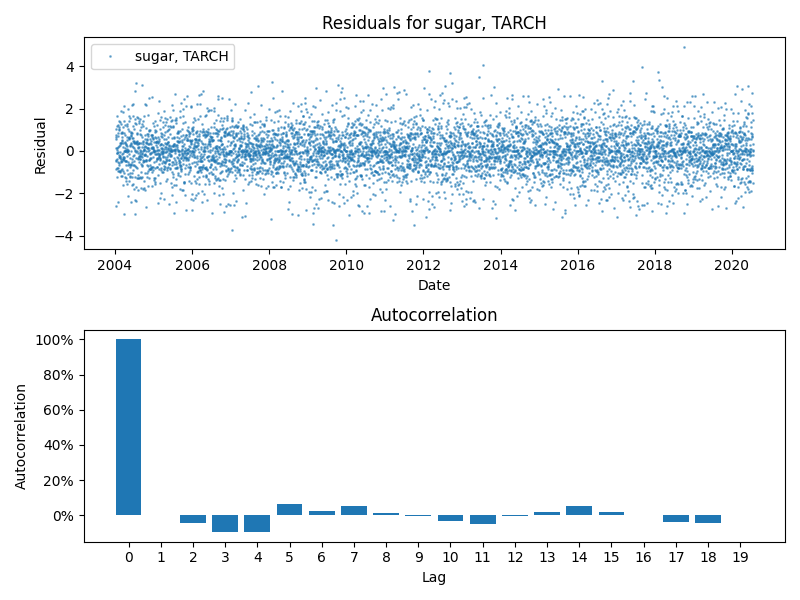 Residuals for sugar, TARCH
sugar, TARCH
Residual
4
2
0
−2
−4
2004 2006 2008 2010 2012 2014 2016 2018 2020
Date
Autocorrelation
Autocorrelation
100%
80%
60%
40%
20%
0%
0 1 2 3 4 5 6 7 8 9 10 11 12 13 14 15 16 17 18 19
Lag